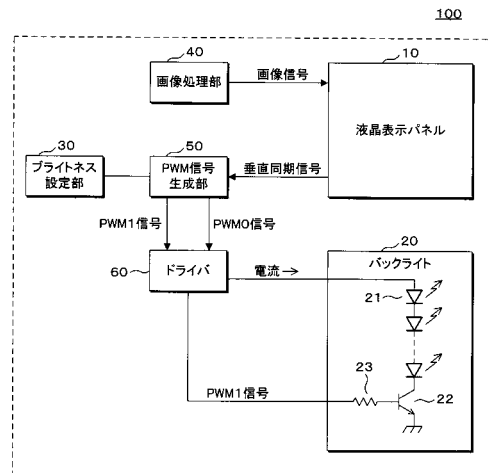 100
40
画像処理部
画像信号
10
液晶表示パネル
30
ブライトネス
設定部
50
PWM信号
生成部
垂直同期信号
PWM1信号
PWM0信号
60
ドライバ
電流→
20
バックライト
21
23
22
PWM1信号